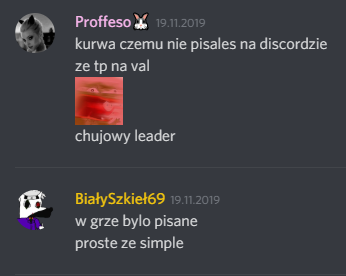 Proffeso 19.11.2019
kurwa czemu nie pisales na discordzie
ze tp na val
chujowy leader
BiałySzkieł69 19.11.2019
w grze bylo pisane
proste ze simple